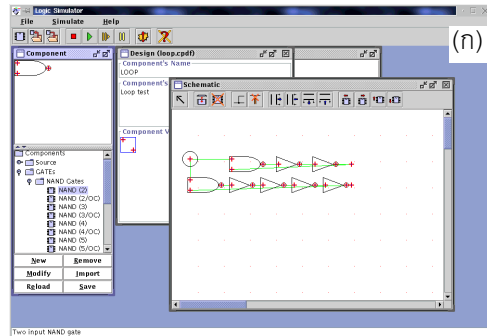 Logic Simulator
File Simulate Help
(ก)
Component
Design (loop.cpdf)
Component's Name
LOOP
Component's
Loop test
Component V
Schematic
Components
Source
GATEs
NAND Gates
NAND (2)
NAND (2/OC)
NAND (3)
NAND (3/OC)
NAND (4)
NAND (4/OC)
NAND (5)
NAND (5/OC)
New Remove
Modify Import
Reload Save
Two input NAND gate